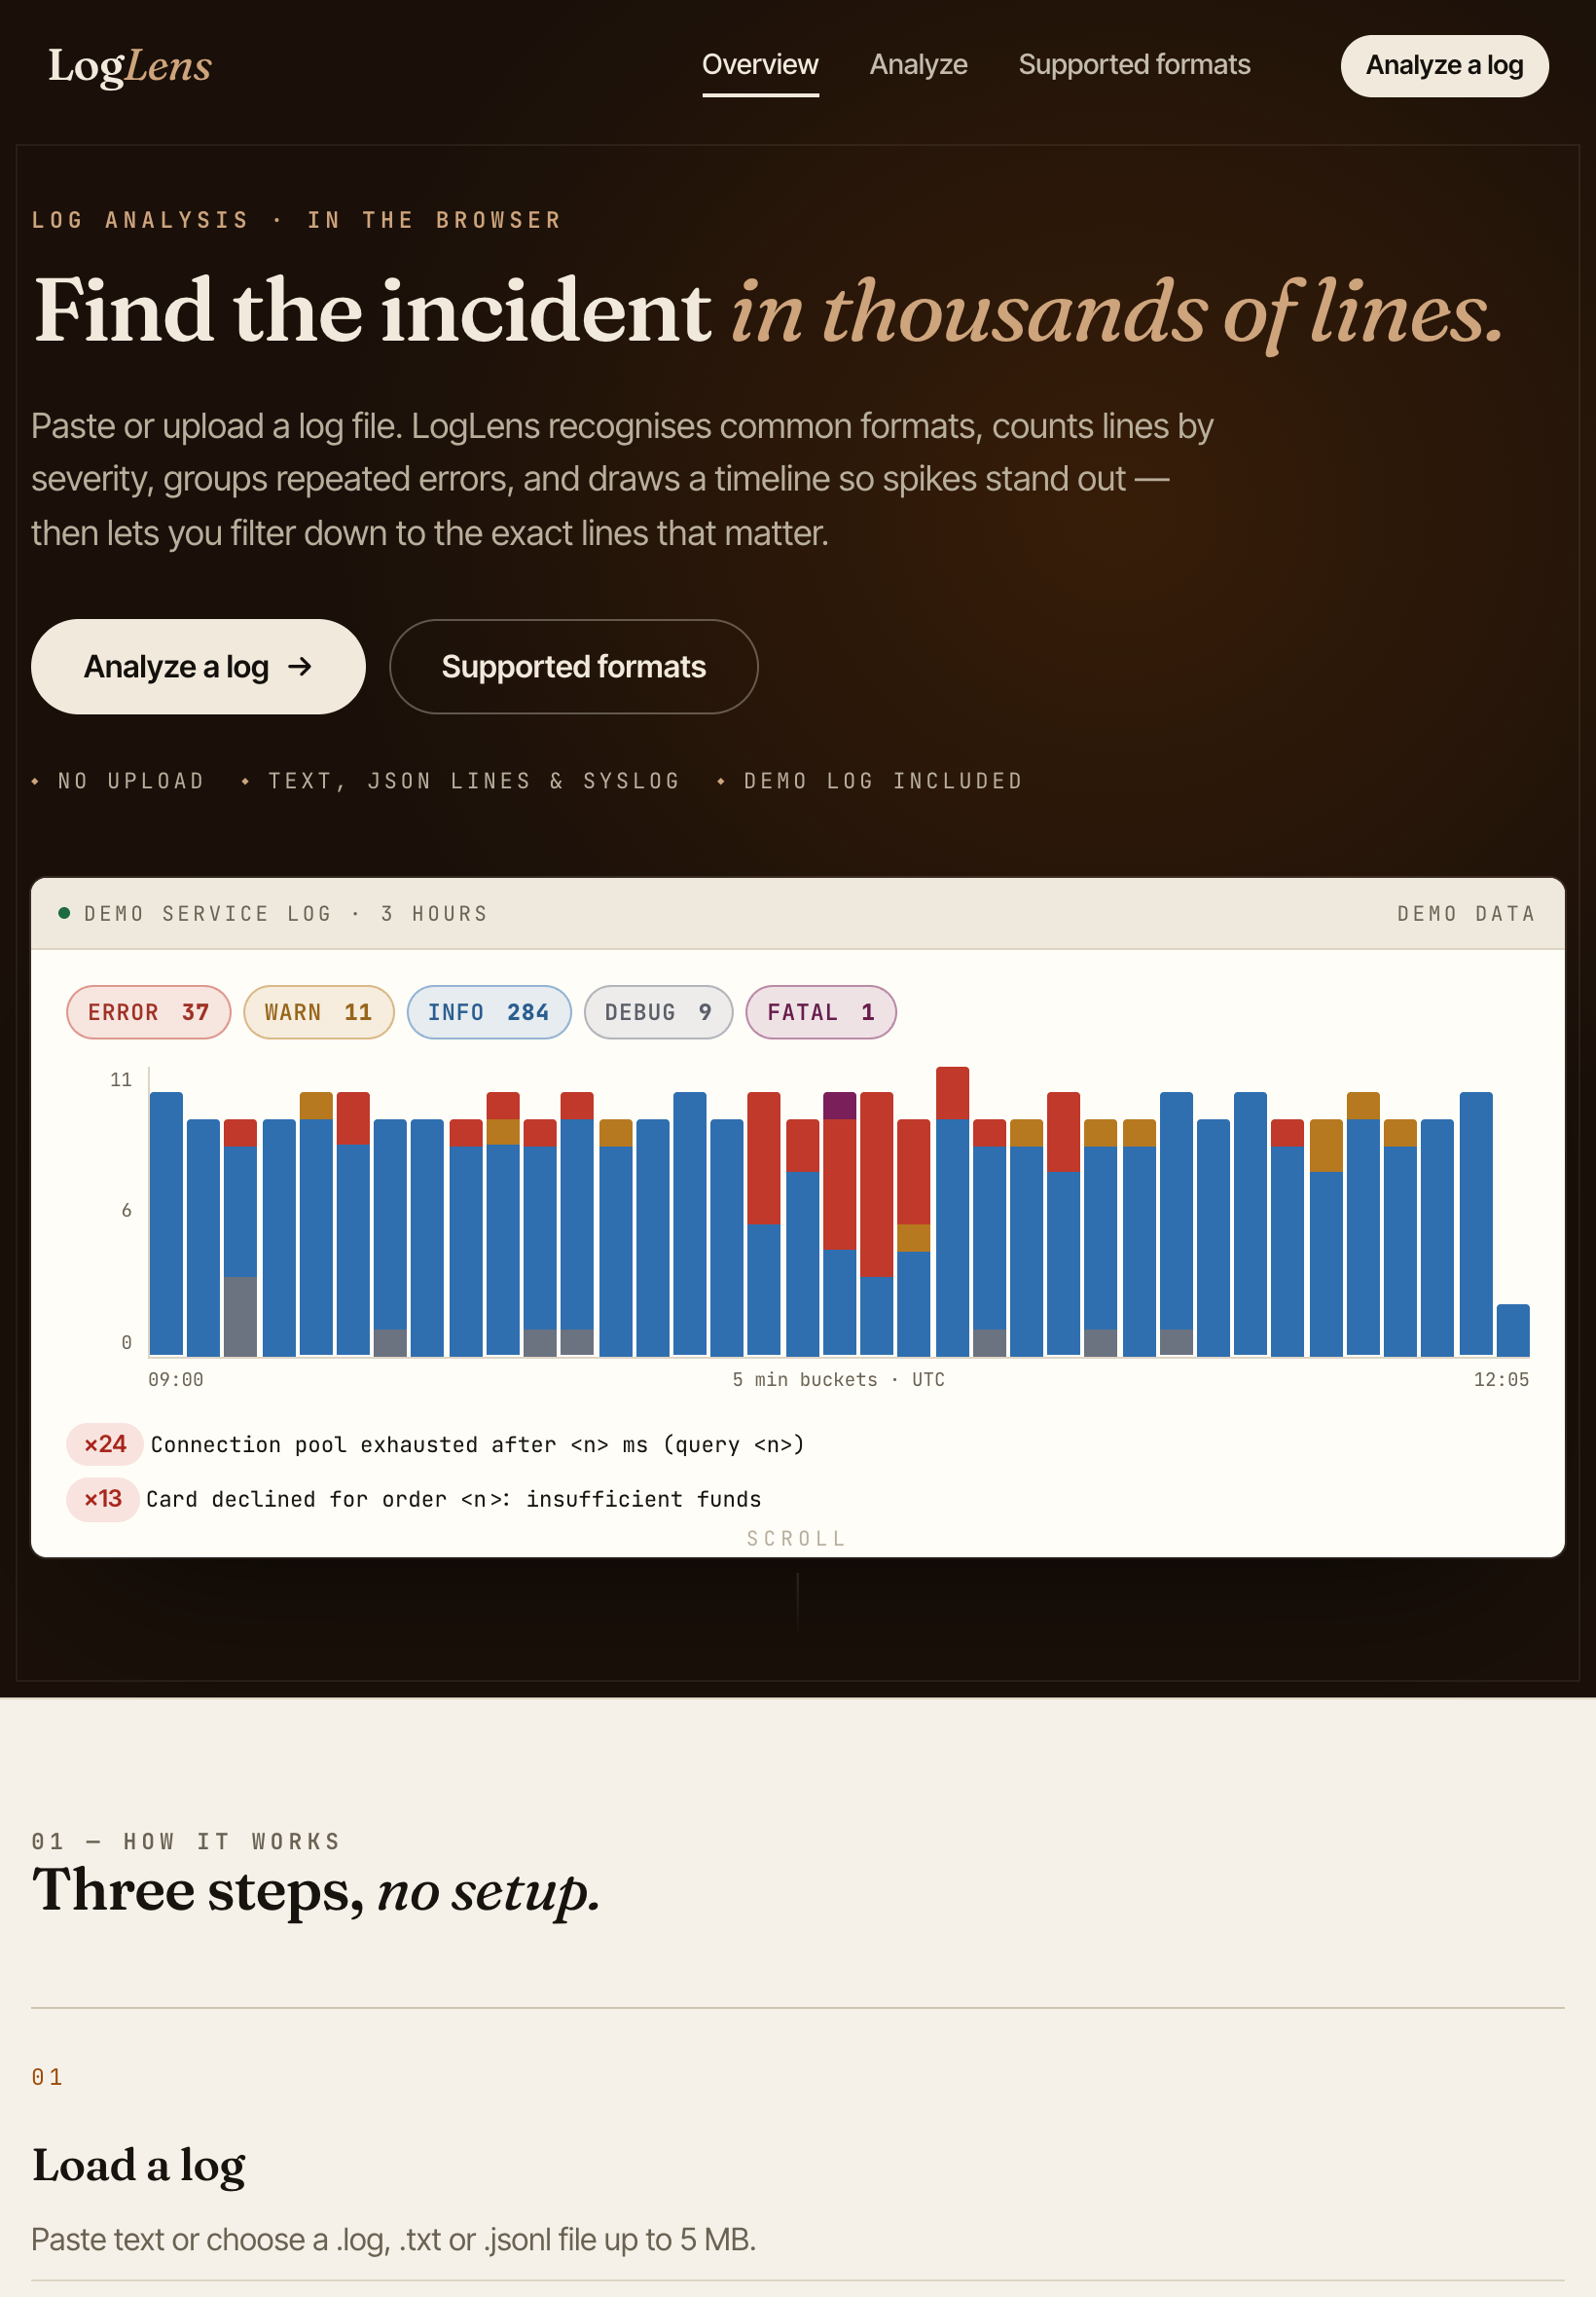 LogLens
Overview
Analyze
Supported formats
Analyze a log
LOG ANALYSIS · IN THE BROWSER
Find the incident in thousands of lines.
Paste or upload a log file. LogLens recognises common formats, counts lines by
severity, groups repeated errors, and draws a timeline so spikes stand out —
then lets you filter down to the exact lines that matter.
Analyze a log →
Supported formats
NO UPLOAD
TEXT, JSON LINES & SYSLOG
DEMO LOG INCLUDED
DEMO SERVICE LOG · 3 HOURS
DEMO DATA
ERROR 37
WARN 11
INFO 284
DEBUG 9
FATAL 1
11
6
0
09:00
5 min buckets · UTC
12:05
×24 Connection pool exhausted after <n> ms (query <n>)
×13 Card declined for order <n>: insufficient funds
SCROLL
01 — HOW IT WORKS
Three steps, no setup.
01
Load a log
Paste text or choose a .log, .txt or .jsonl file up to 5 MB.